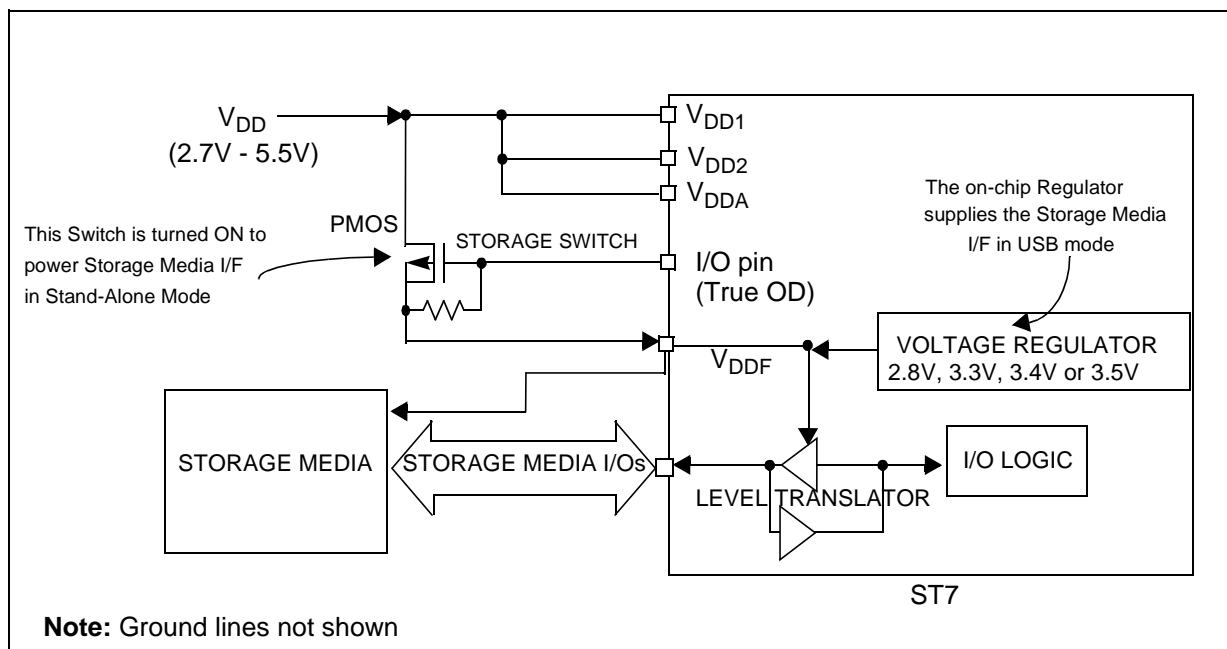 VDD
(2.7V - 5.5V)
VDD1
VDD2
VDDA
The on-chip Regulator
supplies the Storage Media
I/F in USB mode
This Switch is turned ON to
power Storage Media I/F
in Stand-Alone Mode
PMOS
STORAGE SWITCH
I/O pin
(True OD)
VDDF
VOLTAGE REGULATOR
2.8V, 3.3V, 3.4V or 3.5V
STORAGE MEDIA
STORAGE MEDIA I/Os
LEVEL TRANSLATOR
I/O LOGIC
ST7
Note: Ground lines not shown